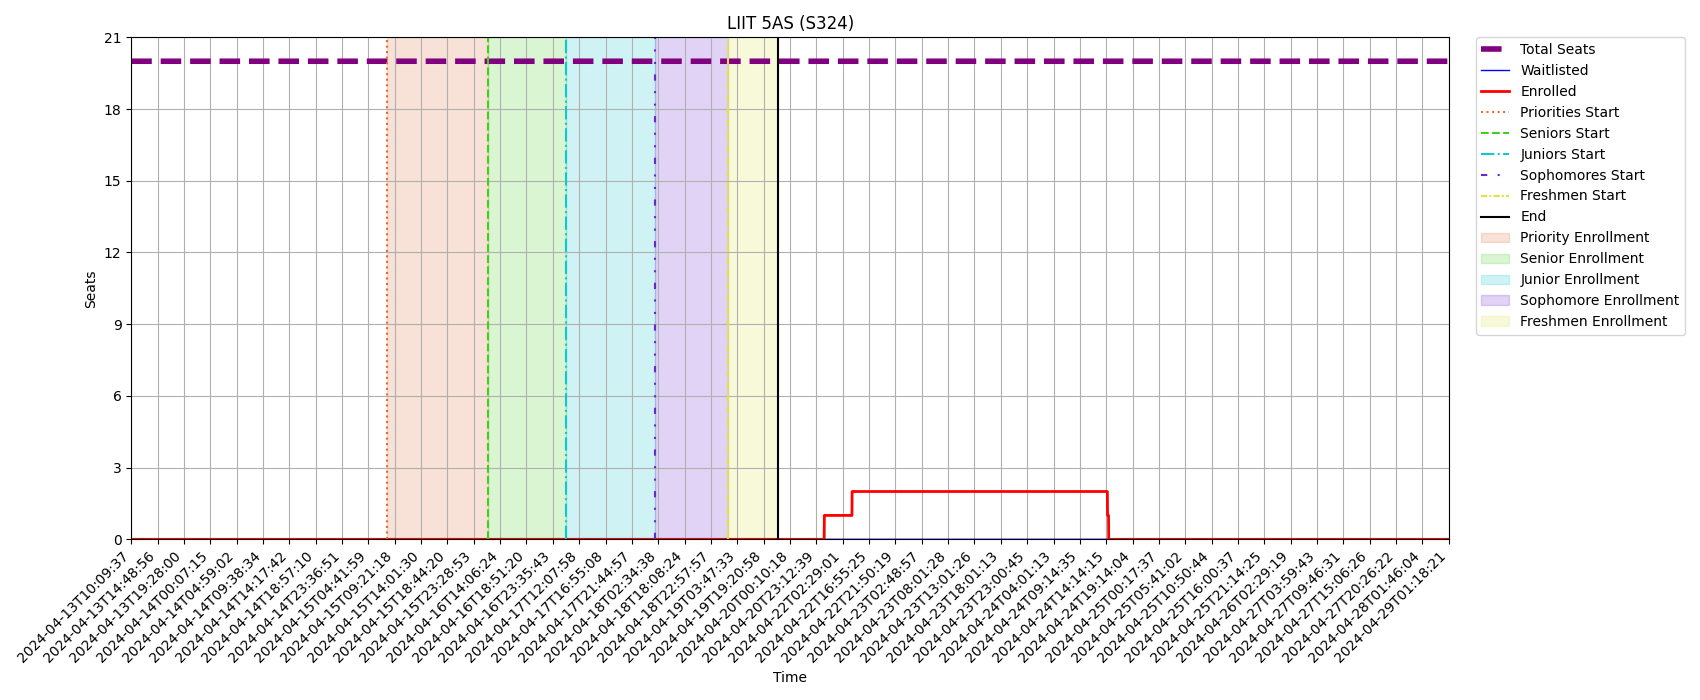 LIIT 5AS (S324)
21
18
15
12
9
6
3
0
Seats
2024-04-13T10:09:37
2024-04-13T14:48:56
2024-04-13T19:28:00
2024-04-14T00:07:15
2024-04-14T04:59:02
2024-04-14T09:38:34
2024-04-14T14:17:42
2024-04-14T18:57:10
2024-04-14T23:36:51
2024-04-15T04:41:59
2024-04-15T09:21:18
2024-04-15T14:01:30
2024-04-15T18:44:20
2024-04-15T23:28:53
2024-04-16T14:06:24
2024-04-16T18:51:20
2024-04-16T23:35:43
2024-04-17T12:07:58
2024-04-17T16:55:08
2024-04-17T21:44:57
2024-04-18T02:34:38
2024-04-18T18:08:24
2024-04-18T22:57:57
2024-04-19T03:47:33
2024-04-19T19:20:58
2024-04-20T00:10:18
2024-04-20T23:12:39
2024-04-22T02:29:01
2024-04-22T16:55:25
2024-04-22T21:50:19
2024-04-23T02:48:57
2024-04-23T08:01:28
2024-04-23T13:01:26
2024-04-23T18:01:13
2024-04-23T23:00:45
2024-04-24T04:01:13
2024-04-24T09:14:35
2024-04-24T14:14:15
2024-04-24T19:14:04
2024-04-25T00:17:37
2024-04-25T05:41:02
2024-04-25T10:50:44
2024-04-25T16:00:37
2024-04-25T21:14:25
2024-04-26T02:29:19
2024-04-27T03:59:43
2024-04-27T09:46:31
2024-04-27T15:06:26
2024-04-27T20:26:22
2024-04-28T01:46:04
2024-04-29T01:18:21
Time
Total Seats
Waitlisted
Enrolled
Priorities Start
Seniors Start
Juniors Start
Sophomores Start
Freshmen Start
End
Priority Enrollment
Senior Enrollment
Junior Enrollment
Sophomore Enrollment
Freshmen Enrollment